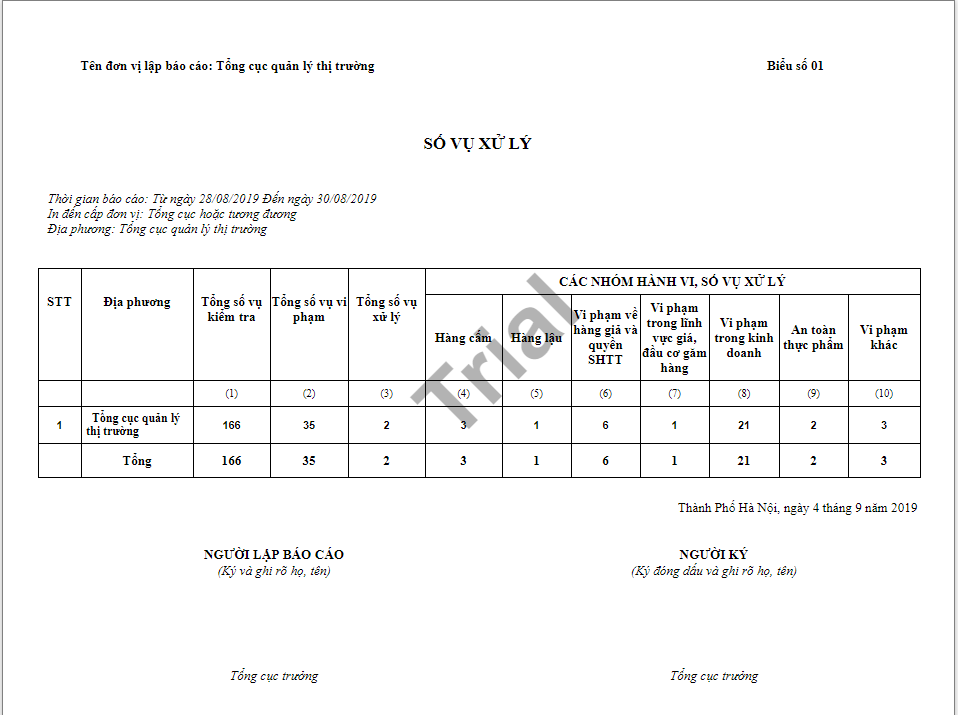 Tên đơn vị lập báo cáo: Tổng cục quản lý thị trường
Biểu số 01
SỐ VỤ XỬ LÝ
Thời gian báo cáo: Từ ngày 28/08/2019 Đến ngày 30/08/2019
In đến cấp đơn vị: Tổng cục hoặc tương đương
Địa phương: Tổng cục quản lý thị trường
STT
Địa phương
Tổng số vụ
kiểm tra
Tổng số vụ vi
phạm
Tổng số vụ
xử lý
CÁC NHÓM HÀNH VI, SỐ VỤ XỬ LÝ
Hàng cấm
Hàng lậu
Vi phạm về
hàng giả và
quyền
SHTT
Vi phạm
trong lĩnh
vực giá,
đầu cơ găm
hàng
Vi phạm
trong kinh
doanh
An toàn
thực phẩm
Vi phạm
khác
(1) (2) (3) (4) (5) (6) (7) (8) (9) (10)
1 Tổng cục quản lý
thị trường
166 35 2 3 1 6 1 21 2 3
Tổng 166 35 2 3 1 6 1 21 2 3
Trial
Thành Phố Hà Nội, ngày 4 tháng 9 năm 2019
NGƯỜI LẬP BÁO CÁO
(Ký và ghi rõ họ, tên)
NGƯỜI KÝ
(Ký đóng dấu và ghi rõ họ, tên)
Tổng cục trưởng
Tổng cục trưởng